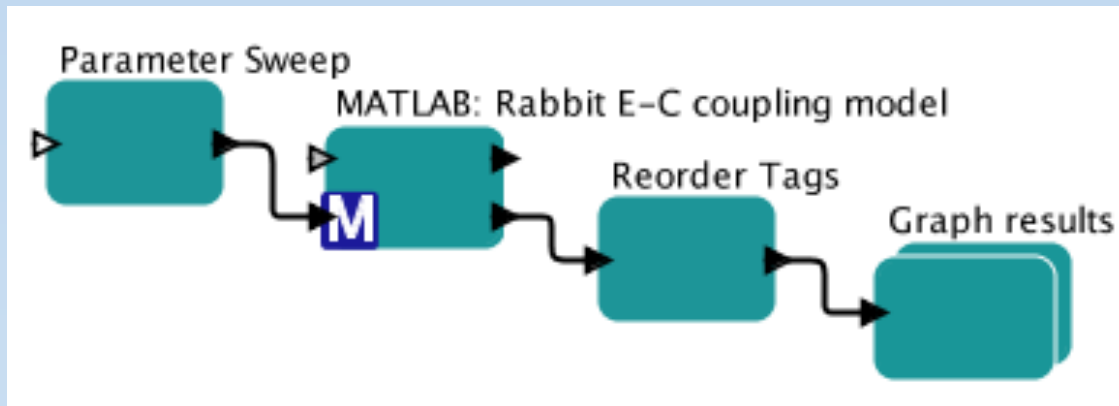 Parameter Sweep
MATLAB: Rabbit E-C coupling model
M
Reorder Tags
Graph results